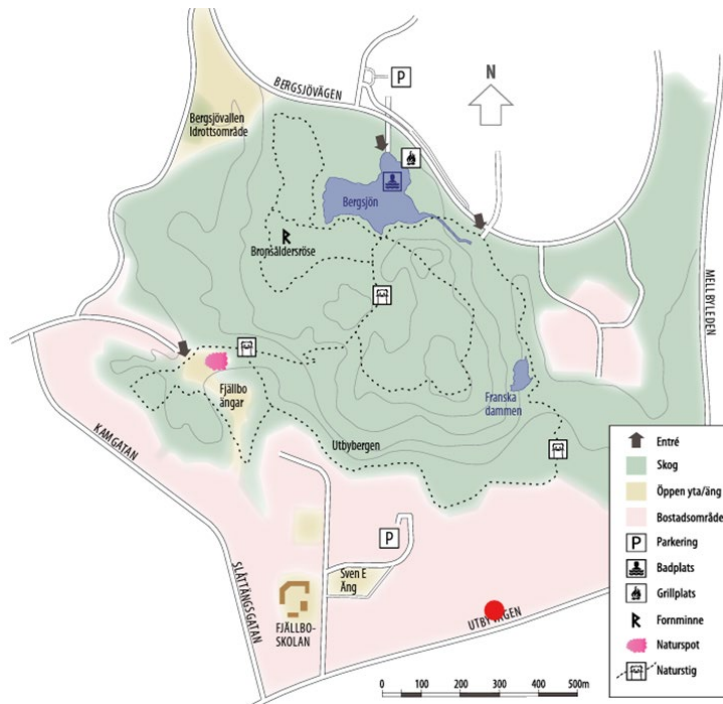 BERGSJÖVÄGEN
P
N
Bergsjövallen
Idrottsområde
Bergsjön
R
Bronsåldersröse
MELLBYLEDEN
Fjällbo
ängar
Franska
dammen
KAMGATAN
Utbybergen
P
SLÄTTÄNGSGATAN
Sven E
Äng
FJÄLLBO-
SKOLAN
UTBYVÄGEN
0 100 200 300 400 500m
Entré
Skog
Öppen yta/äng
Bostadsområde
P Parkering
Badplats
Grillplats
R Fornminne
Naturspot
Naturstig